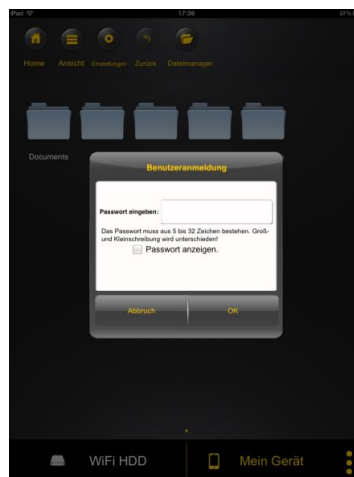 iPad 17:36 37%
Home Ansicht Einstellungen Zurück Dateimanager
Documents
Benutzeranmeldung
Passwort eingeben:
Das Passwort muss aus 5 bis 32 Zeichen bestehen. Groß-
und Kleinschreibung wird unterschieden!
Passwort anzeigen.
Abbruch OK
WiFi HDD Mein Gerät